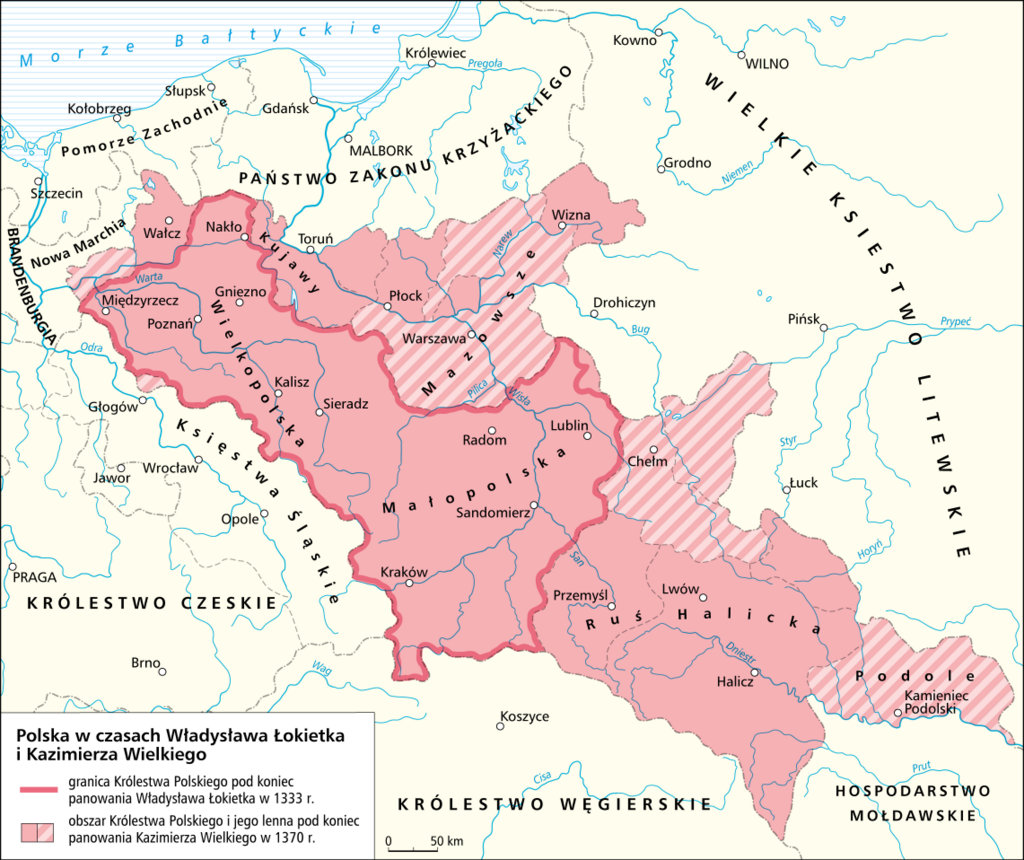 Morze Bałtyckie
Kowno
WILNO
Królewiec
Pregoła
Słupsk
Gdańsk
Kołobrzeg
Pomorze Zachodnie
MALBORK
PAŃSTWO ZAKONU KRZYŻACKIEGO
WIELKIE KSIESTWO LITEWSKIE
Grodno
Niemen
Szczecin
Wałcz
Nakło
Wizna
Nowa Marchia
BRANDENBURGIA
Toruń
Kujawy
Narew
Warta
Międzyrzecz
Gniezno
Płock
Drohiczyn
Poznań
Wielkopolska
Warszawa
Mazowsze
Bug
Pińsk
Prypeć
Odra
Kalisz
Pilica
Wisła
Głogów
Sieradz
Radom
Lublin
Księstwa Śląskie
Małopolska
Styr
Chełm
Wrocław
Jawor
Łuck
Opole
Sandomierz
Horyń
San
PRAGA
Kraków
KRÓLESTWO CZESKIE
Przemyśl
Lwów
Ruś Halicka
Brno
Wag
Dniestr
Halicz
Podole
Kamieniec
Podolski
Koszyce
Cisa
Prut
KRÓLESTWO WĘGIERSKIE
HOSPODARSTWO
MOŁDAWSKIE
Polska w czasach Władysława Łokietka
i Kazimierza Wielkiego
granica Królestwa Polskiego pod koniec
panowania Władysława Łokietka w 1333 r.
obszar Królestwa Polskiego i jego lenna pod koniec
panowania Kazimierza Wielkiego w 1370 r.
0 50 km